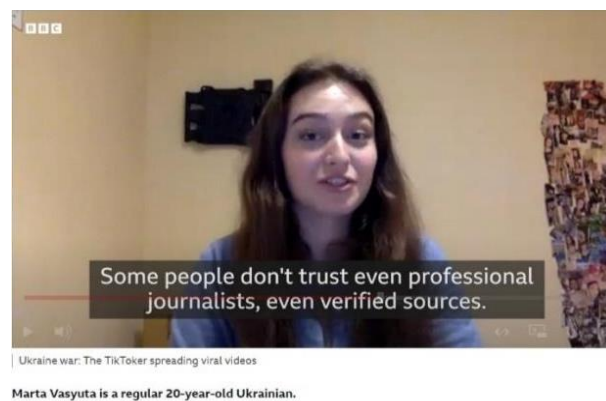 BBC
Some people don't trust even professional
journalists, even verified sources.
Ukraine war: The TikToker spreading viral videos
Marta Vasyuta is a regular 20-year-old Ukrainian.